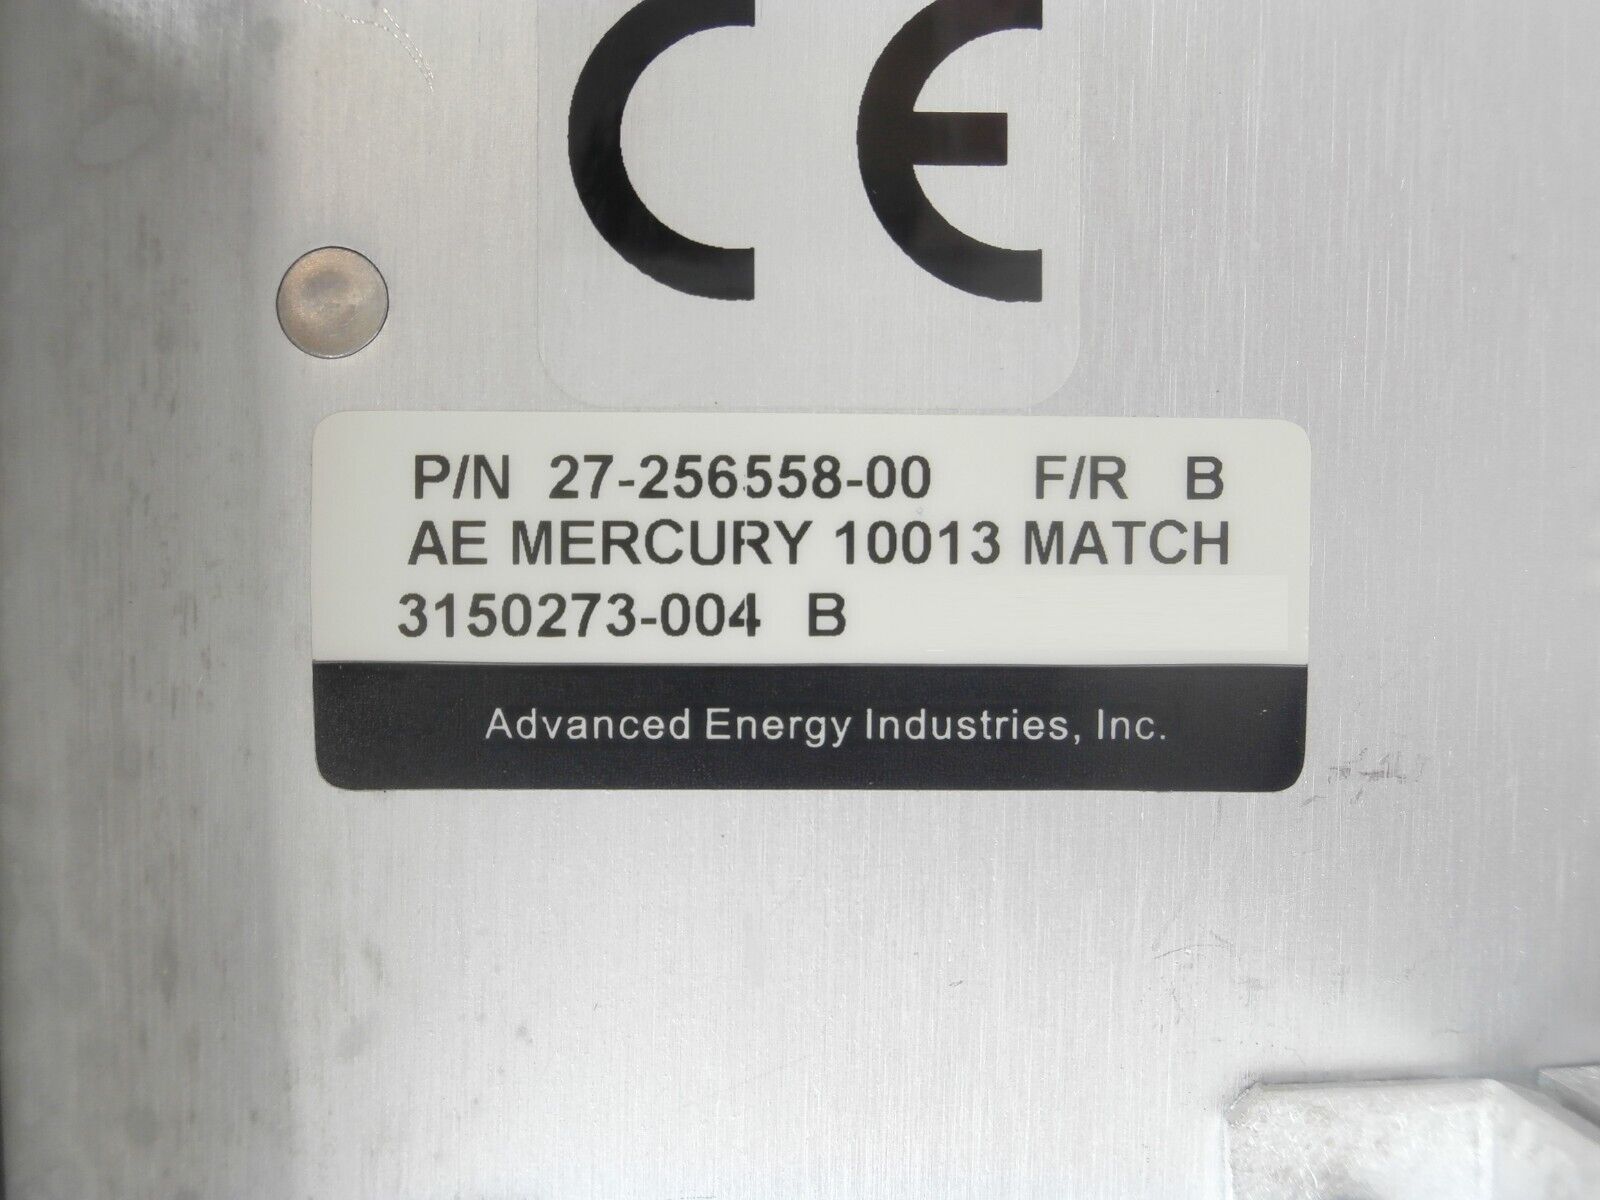 CE
P/N 27-256558-00 F/R B
AE MERCURY 10013 MATCH
3150273-004 B
Advanced Energy Industries, Inc.